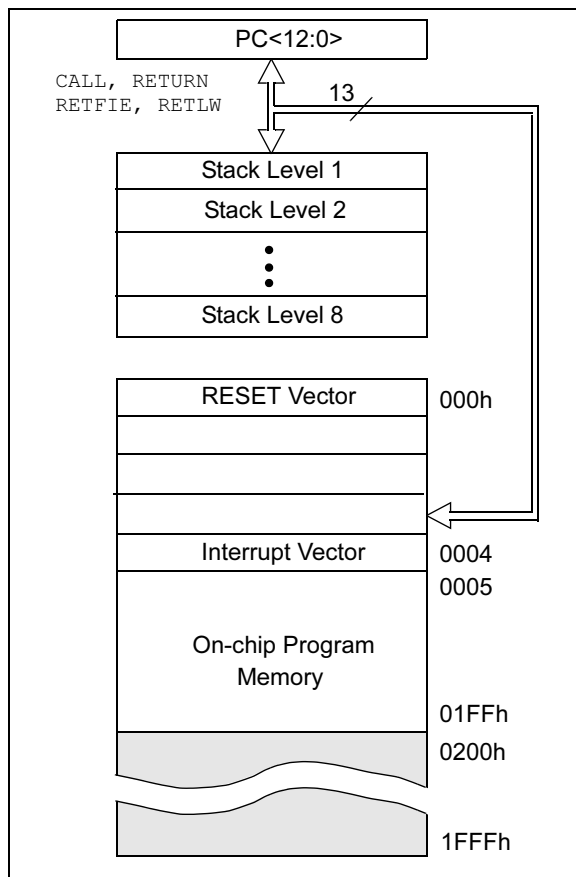 PC<12:0>
CALL, RETURN
RETFIE, RETLW
13
Stack Level 1
Stack Level 2
Stack Level 8
RESET Vector
000h
Interrupt Vector
0004
0005
On-chip Program
Memory
01FFh
0200h
1FFFh